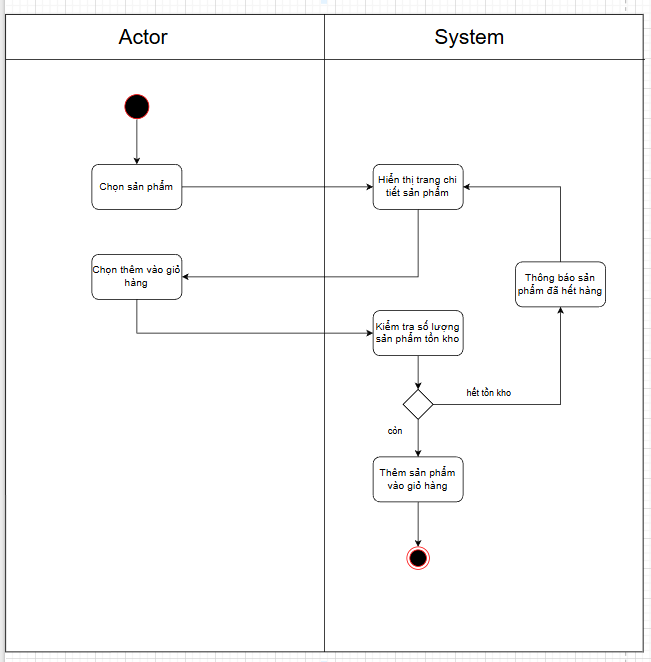 Actor
System
Chọn sản phẩm
Hiển thị trang chi
tiết sản phẩm
Chọn thêm vào giỏ
hàng
Thông báo sản
phẩm đã hết hàng
Kiểm tra số lượng
sản phẩm tồn kho
hết tồn kho
còn
Thêm sản phẩm
vào giỏ hàng